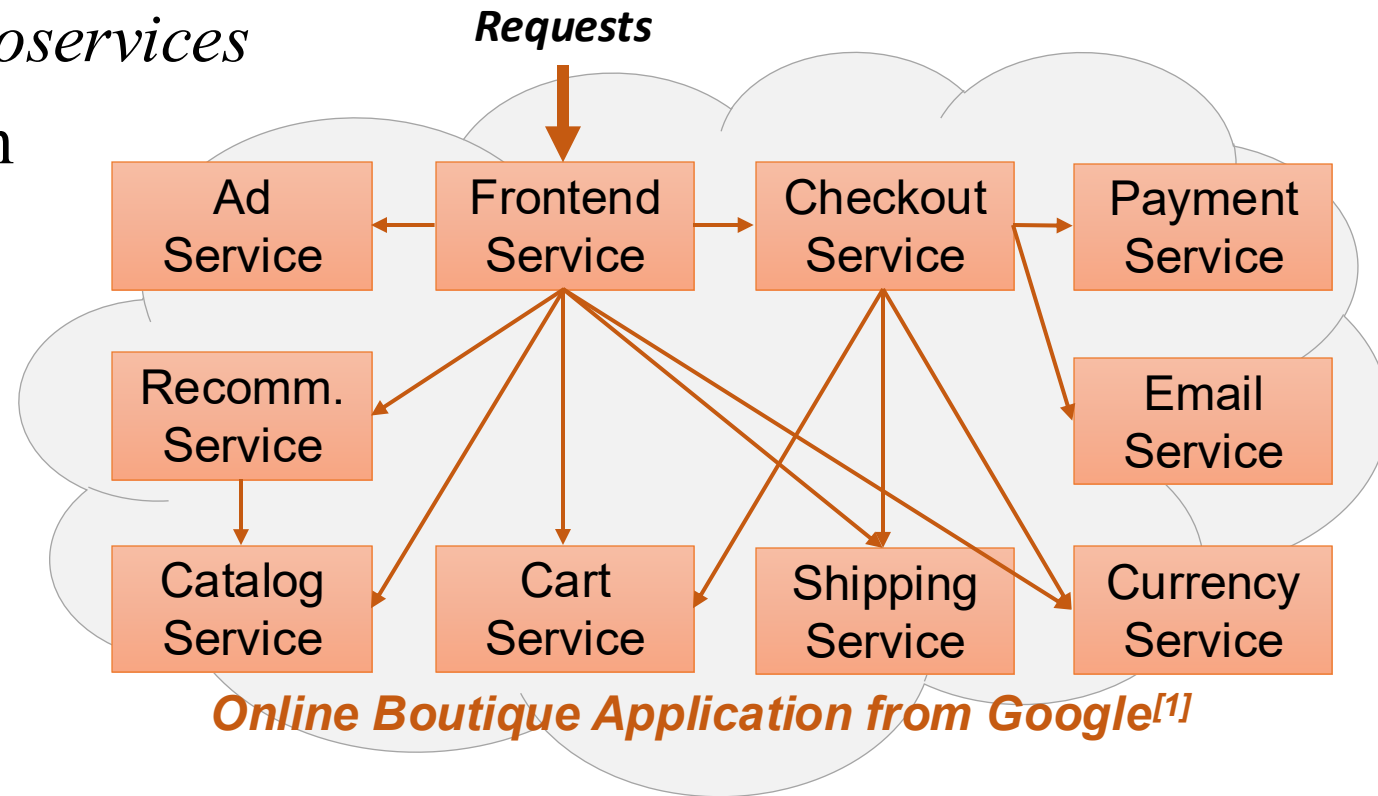 oservices
Requests
n
Ad
Service
Frontend
Service
Checkout
Service
Payment
Service
Recomm.
Service
Email
Service
Catalog
Service
Cart
Service
Shipping
Service
Currency
Service
Online Boutique Application from Google[1]